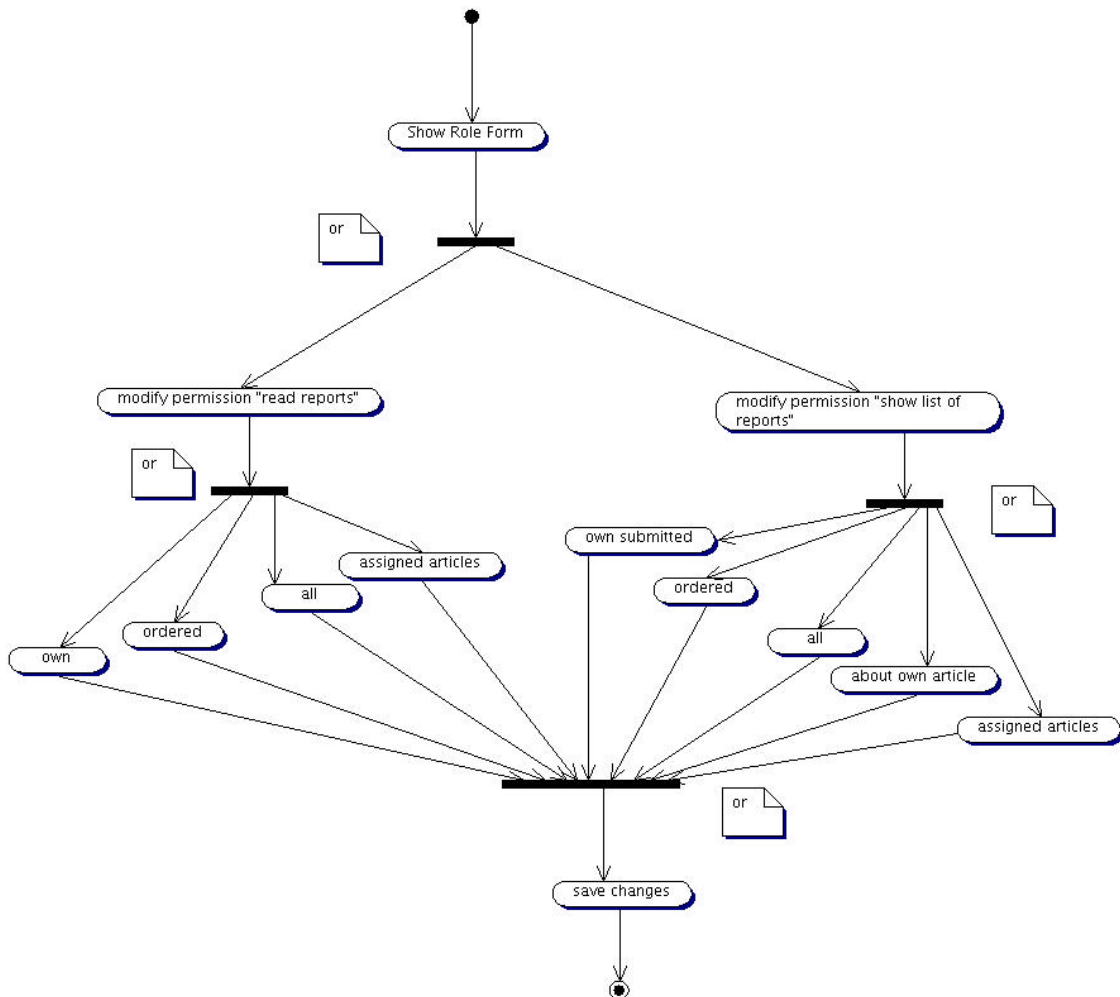 Show Role Form
or
modify permission "read reports"
modify permission "show list of
reports"
or
or
own submitted
assigned articles
ordered
all
ordered
all
own
about own article
assigned articles
or
save changes